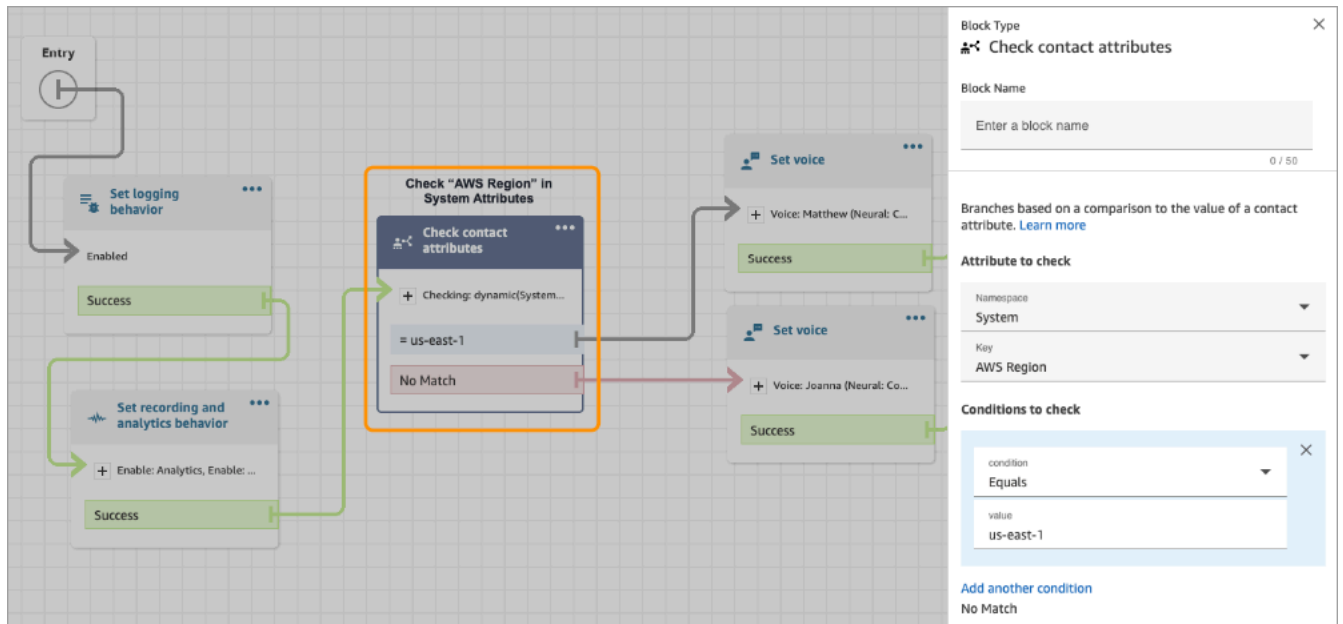 Entry
Set logging
behavior
Enabled
Success
Set recording and
analytics behavior
Enable: Analytics, Enable: ...
Success
Check “AWS Region” in
System Attributes
Check contact
attributes
Checking: dynamic(System...
= us-east-1
No Match
Set voice
Voice: Matthew (Neural: C...
Success
Set voice
Voice: Joanna (Neural: Co...
Success
Block Type
Check contact attributes
Block Name
Enter a block name
0 / 50
Branches based on a comparison to the value of a contact
attribute. Learn more
Attribute to check
Namespace
System
Key
AWS Region
Conditions to check
condition
Equals
value
us-east-1
Add another condition
No Match